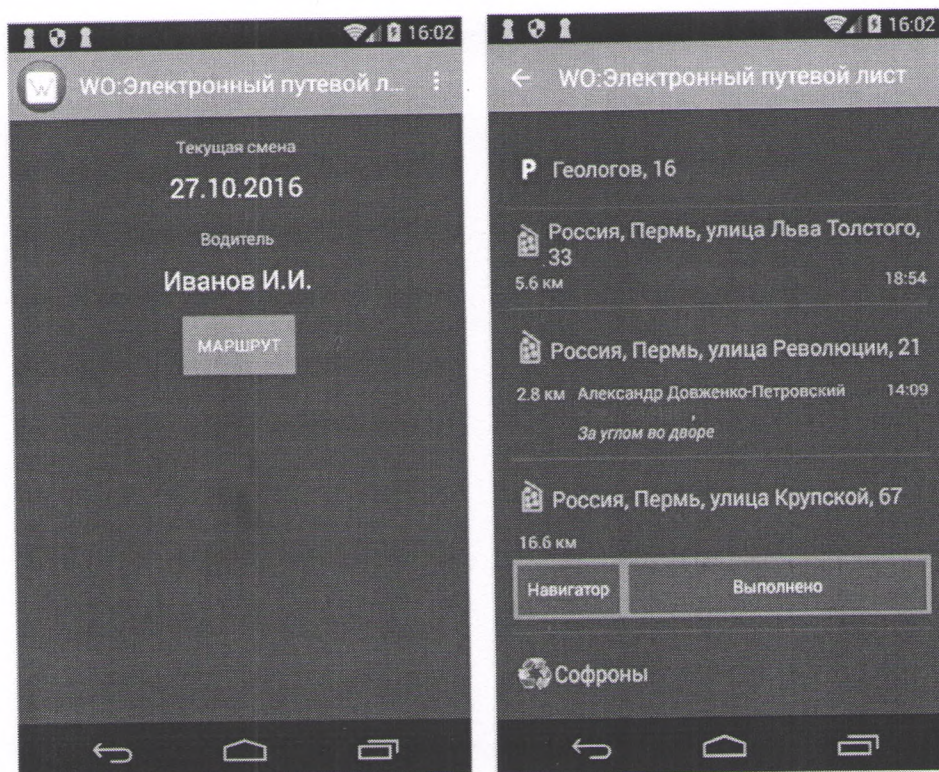 16:02
WO:Электронный путевой л...
Текущая смена
27.10.2016
Водитель
Иванов И.И.
МАРШРУТ
16:02
WO:Электронный путевой лист
P Геологов, 16
Россия, Пермь, улица Льва Толстого,
33
5.6 км 18:54
Россия, Пермь, улица Революции, 21
2.8 км Александр Довженко-Петровский 14:09
,
За углом во дворе
Россия, Пермь, улица Крупской, 67
16.6 км
Навигатор Выполнено
Софроны